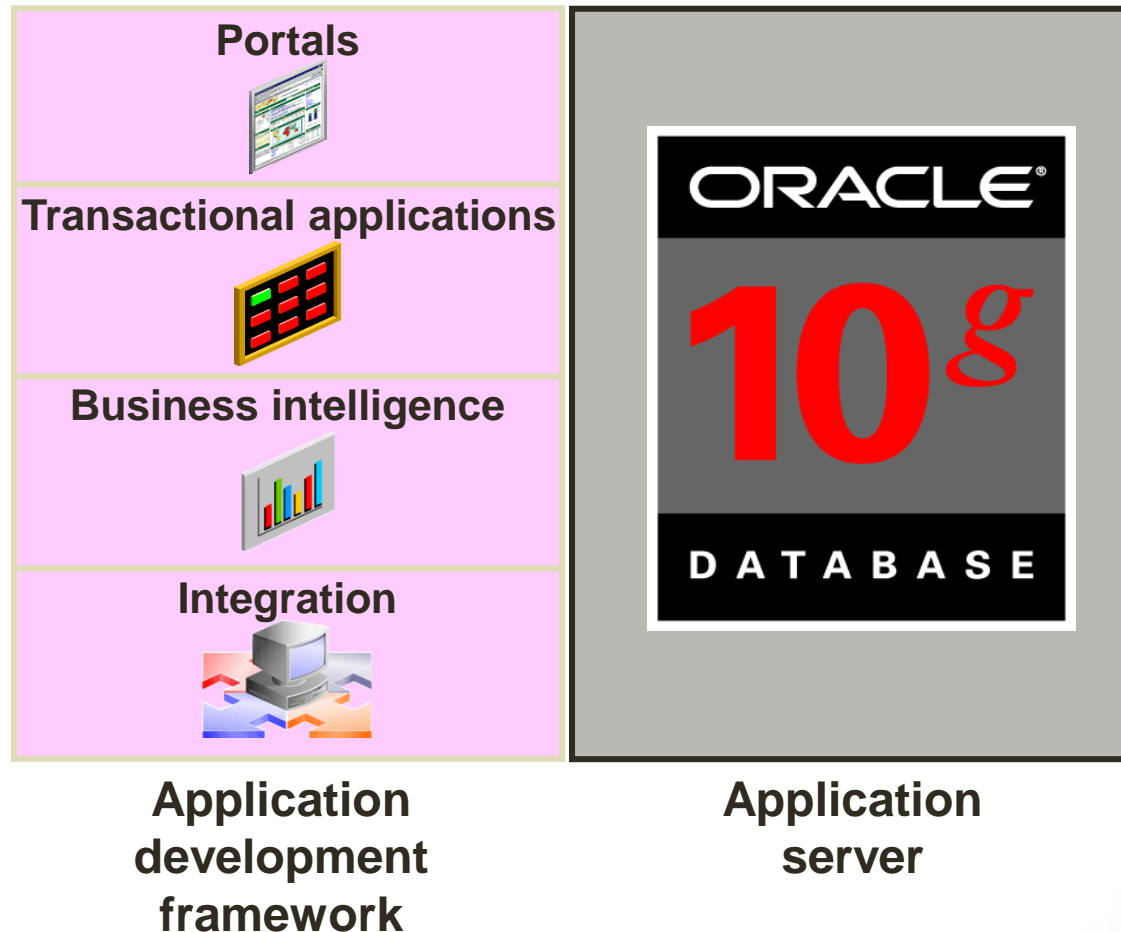 Portals
Transactional applications
Business intelligence
Integration
Application
development
framework
ORACLE®
10g
DATABASE
Application
server